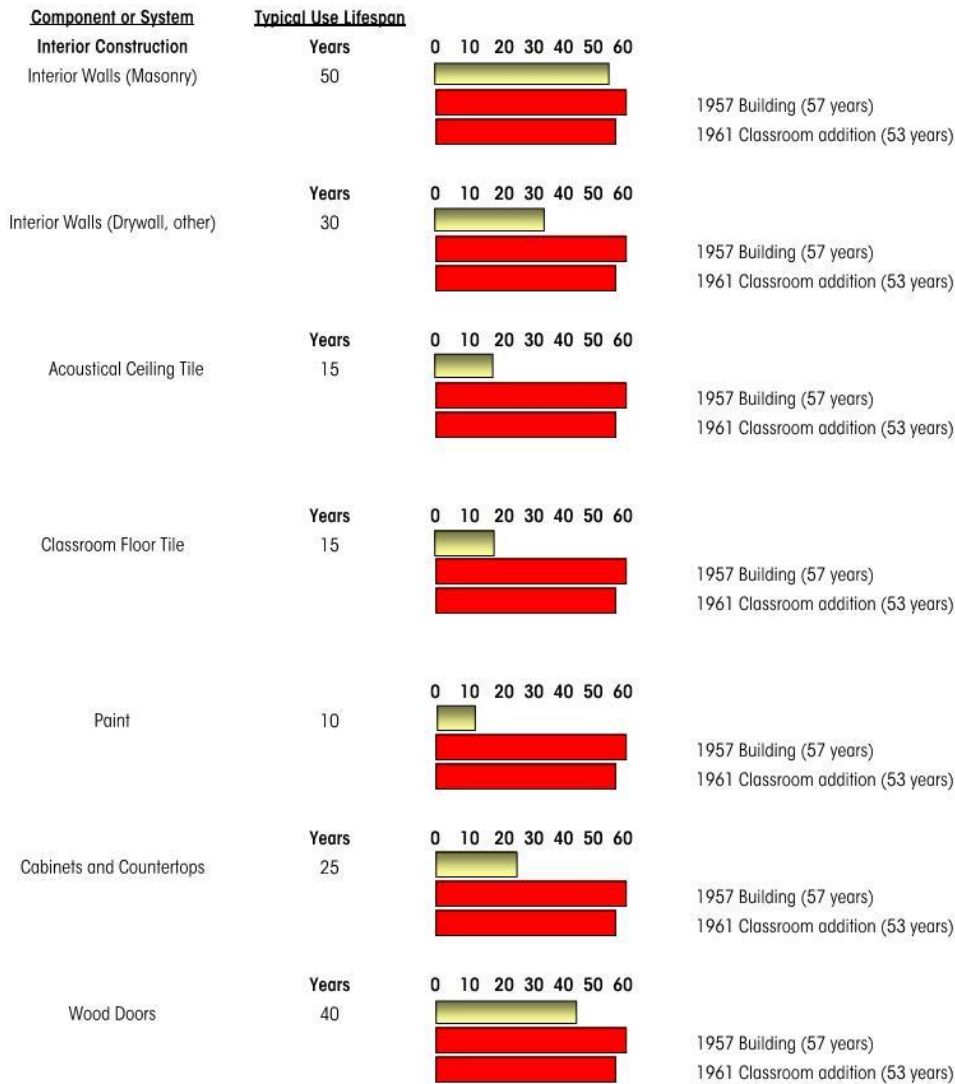 Component or System Typical Use Lifespan
Interior Construction Years 0 10 20 30 40 50 60
Interior Walls (Masonry) 50
1957 Building (57 years)
1961 Classroom addition (53 years)
Years 0 10 20 30 40 50 60
Interior Walls (Drywall, other) 30
1957 Building (57 years)
1961 Classroom addition (53 years)
Years 0 10 20 30 40 50 60
Acoustical Ceiling Tile 15
1957 Building (57 years)
1961 Classroom addition (53 years)
Years 0 10 20 30 40 50 60
Classroom Floor Tile 15
1957 Building (57 years)
1961 Classroom addition (53 years)
0 10 20 30 40 50 60
Paint 10
1957 Building (57 years)
1961 Classroom addition (53 years)
Years 0 10 20 30 40 50 60
Cabinets and Countertops 25
1957 Building (57 years)
1961 Classroom addition (53 years)
Years 0 10 20 30 40 50 60
Wood Doors 40
1957 Building (57 years)
1961 Classroom addition (53 years)